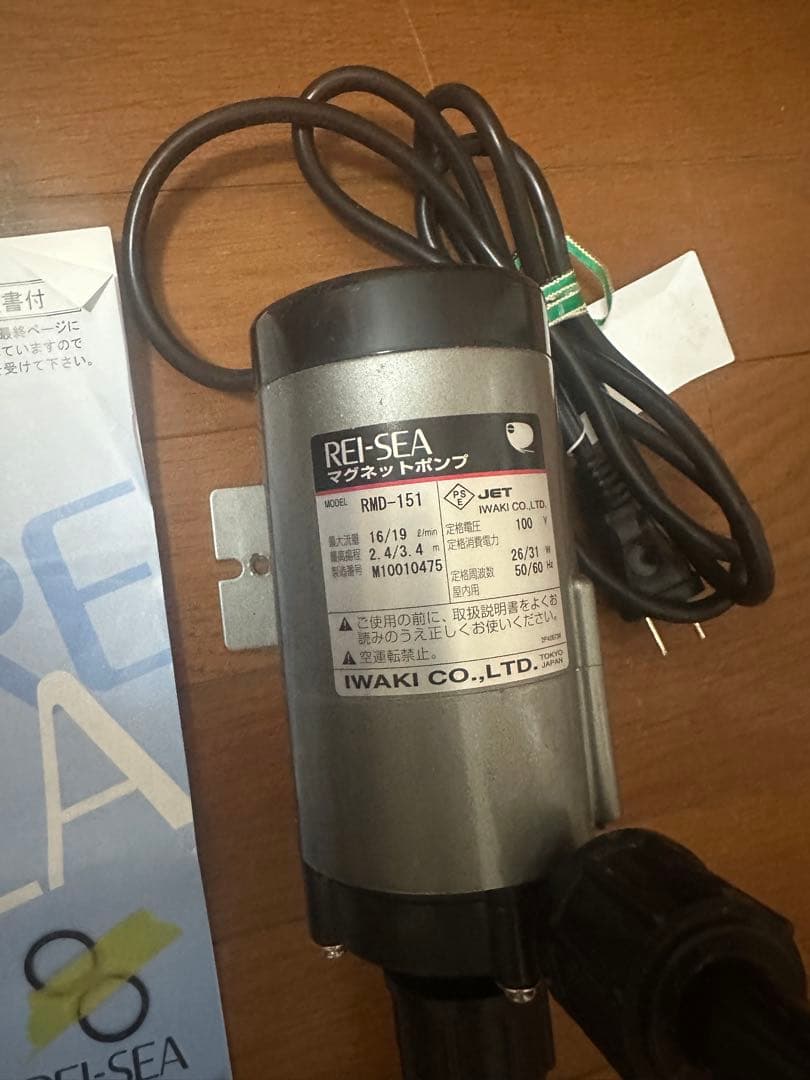 書付
最終ページに
ていますので
受けて下さい。
RE
LA
REI-SEA
REI-SEA
マグネットポンプ
MODEL RMD-151
最大流量 16/19 ℓ/min
最高揚程 2.4/3.4 m
製造番号 M10010475
PS
E
JET
IWAKI CO.,LTD.
定格電圧 100 V
定格消費電力
26/31 W
定格周波数 50/60 Hz
屋内用
ご使用の前に、取扱説明書をよくお
読みのうえ正しくお使いください。
空運転禁止。
IWAKI CO.,LTD. TOKYO
JAPAN